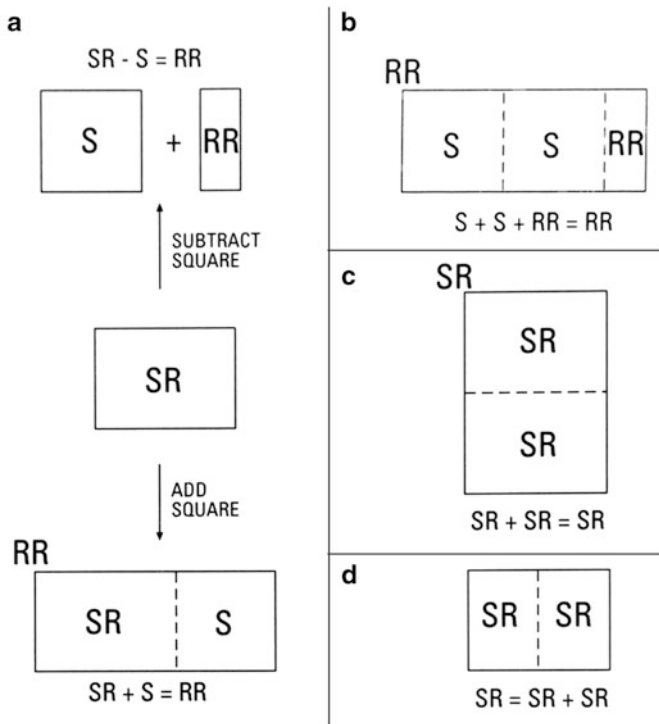 a
SR - S = RR
S + RR
SUBTRACT
SQUARE
SR
ADD
SQUARE
RR
SR S
SR + S = RR
b
RR
S S RR
S + S + RR = RR
c
SR
SR
SR
SR + SR = SR
d
SR SR
SR = SR + SR